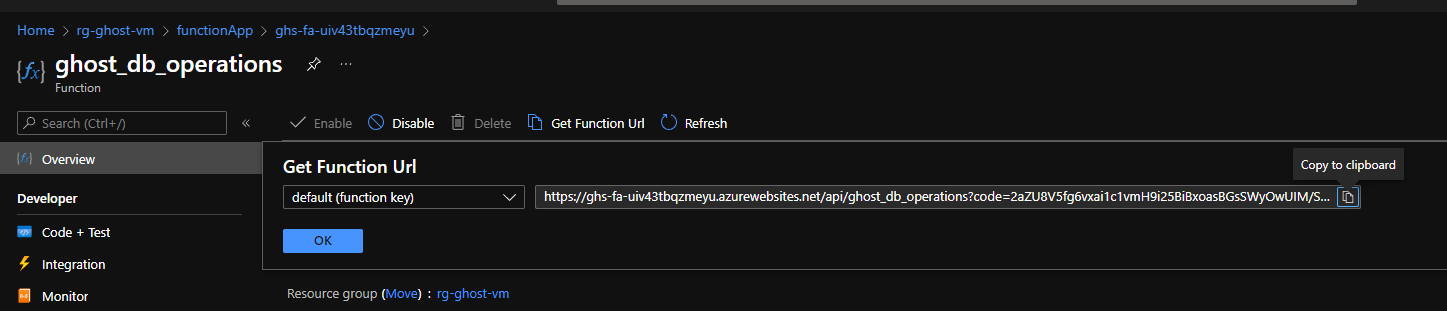 Home > rg-ghost-vm > functionApp > ghs-fa-uiv43tbqzmeyu >
ghost_db_operations
Function
Search (Ctrl+/)
Enable Disable Delete Get Function Url Refresh
Overview
Get Function Url
Copy to clipboard
default (function key)
https://ghs-fa-uiv43tbqzmeyu.azurewebsites.net/api/ghost_db_operations?code=2aZU8V5fg6vxai1c1vmH9i25BiBxoasBGsSWyOwUIM/S...
OK
Developer
Code + Test
Integration
Monitor
Resource group (Move) : rg-ghost-vm